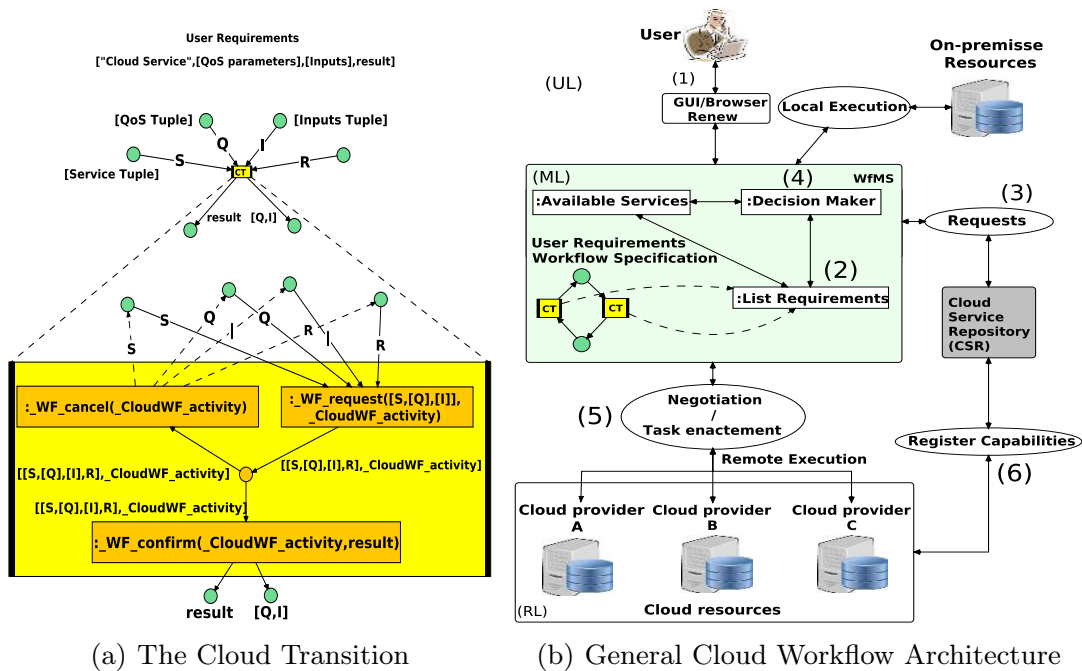 User Requirements
["Cloud Service",[QoS parameters],[Inputs],result]
[QoS Tuple]
[Inputs Tuple]
Q
I
S
R
CT
[Service Tuple]
result
[Q,I]
S
Q
Q
I
I
R
R
S
:_WF_cancel(_CloudWF_activity)
:_WF_request([S,[Q],[I]],
_CloudWF_activity)
[[S,[Q],[I],R],_CloudWF_activity]
[[S,[Q],[I],R],_CloudWF_activity]
[[S,[Q],[I],R],_CloudWF_activity]
:_WF_confirm(_CloudWF_activity,result)
result
[Q,I]
(a) The Cloud Transition
User
(UL)
(1)
GUI/Browser
Renew
Local Execution
On-premisse
Resources
(ML)
(4)
WfMS
:Available Services
:Decision Maker
User Requirements
Workflow Specification
(2)
CT
CT
:List Requirements
(3)
Requests
Cloud
Service
Repository
(CSR)
(5)
Negotiation
/
Task enactement
Register Capabilities
(6)
Remote Execution
Cloud provider
A
Cloud provider
B
Cloud provider
C
(RL)
Cloud resources
(b) General Cloud Workflow Architecture